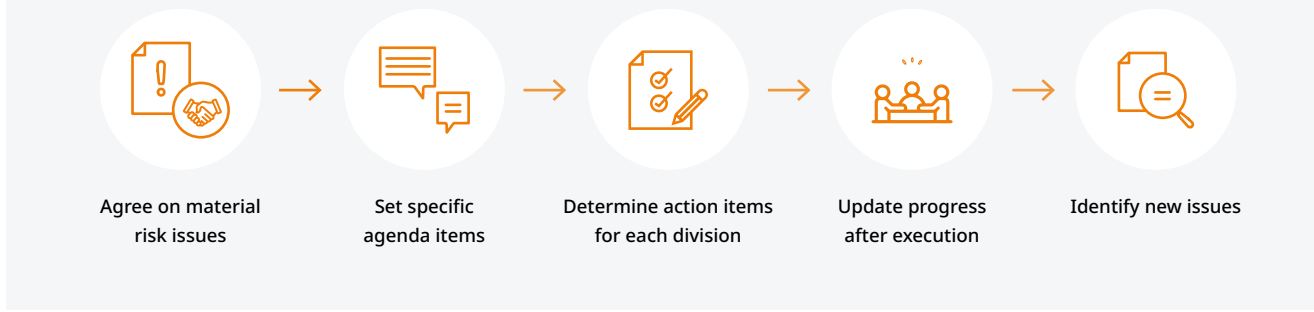 Agree on material
risk issues
Set specific
agenda items
Determine action items
for each division
Update progress
after execution
Identify new issues